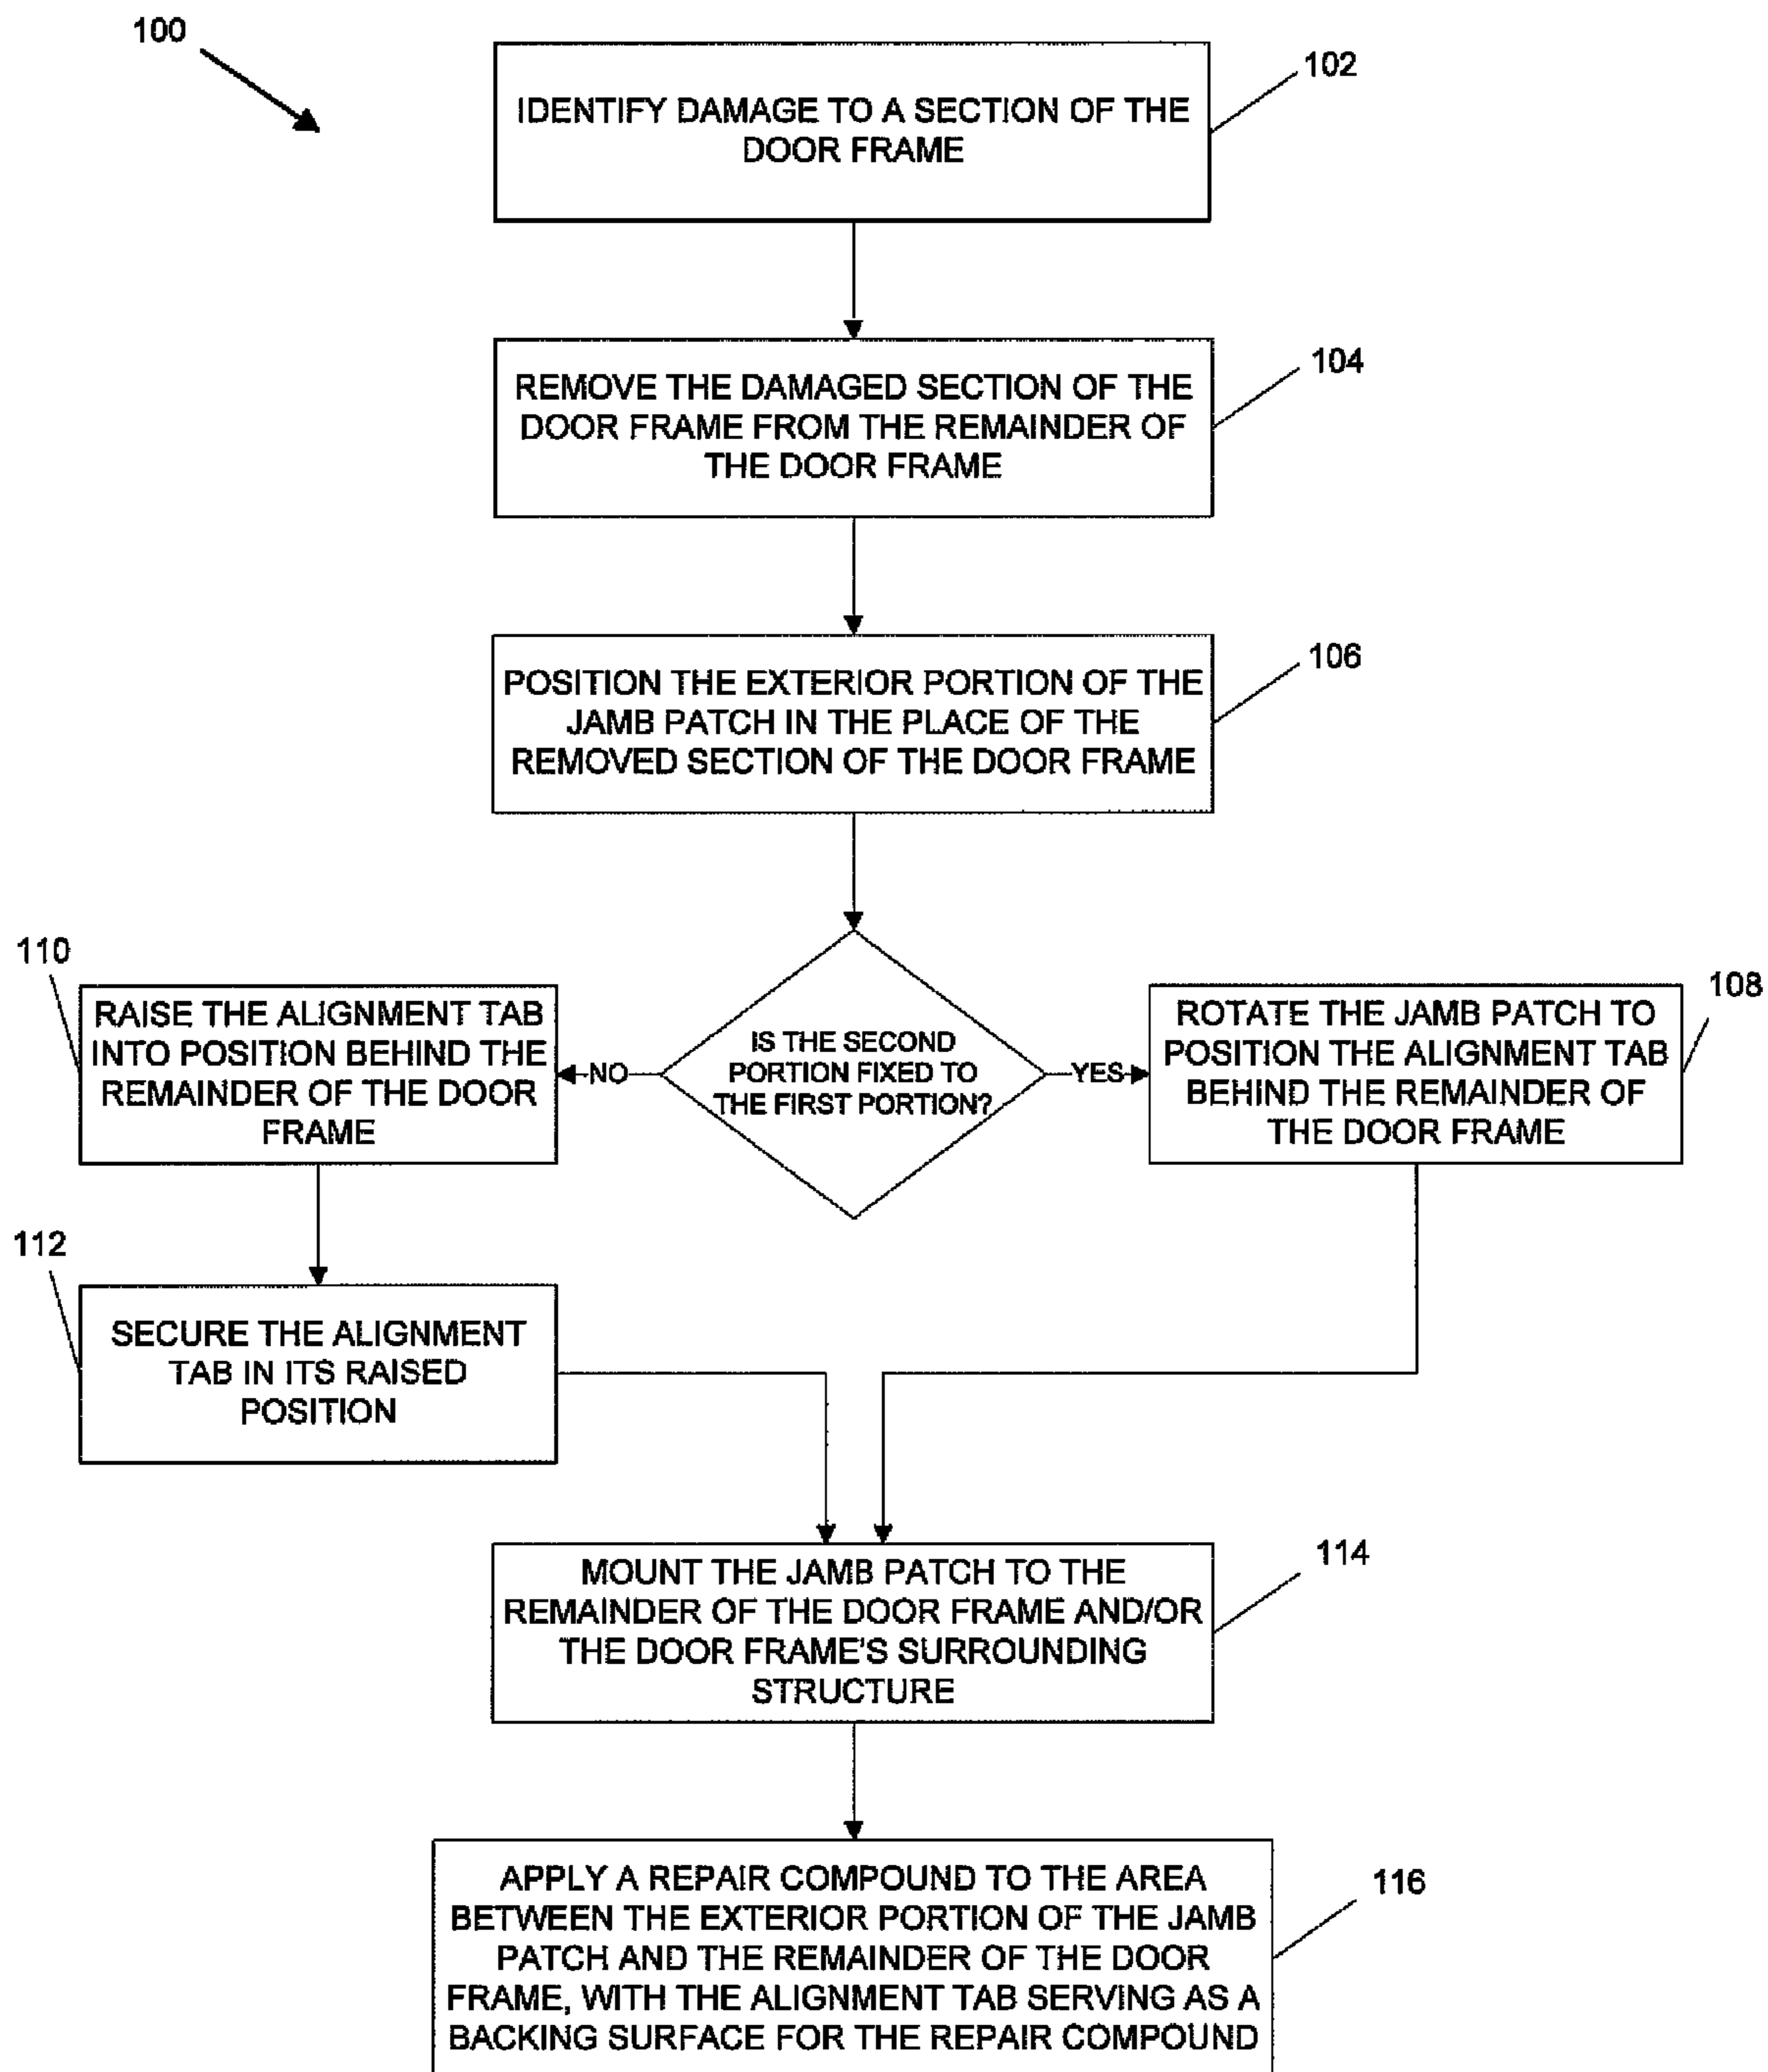 100
102
IDENTIFY DAMAGE TO A SECTION OF THE
DOOR FRAME
104
REMOVE THE DAMAGED SECTION OF THE
DOOR FRAME FROM THE REMAINDER OF
THE DOOR FRAME
106
POSITION THE EXTERIOR PORTION OF THE
JAMB PATCH IN THE PLACE OF THE
REMOVED SECTION OF THE DOOR FRAME
110
RAISE THE ALIGNMENT TAB
INTO POSITION BEHIND THE
REMAINDER OF THE DOOR
FRAME
NO
IS THE SECOND
PORTION FIXED TO
THE FIRST PORTION?
YES
108
ROTATE THE JAMB PATCH TO
POSITION THE ALIGNMENT TAB
BEHIND THE REMAINDER OF
THE DOOR FRAME
112
SECURE THE ALIGNMENT
TAB IN ITS RAISED
POSITION
114
MOUNT THE JAMB PATCH TO THE
REMAINDER OF THE DOOR FRAME AND/OR
THE DOOR FRAME'S SURROUNDING
STRUCTURE
116
APPLY A REPAIR COMPOUND TO THE AREA
BETWEEN THE EXTERIOR PORTION OF THE JAMB
PATCH AND THE REMAINDER OF THE DOOR
FRAME, WITH THE ALIGNMENT TAB SERVING AS A
BACKING SURFACE FOR THE REPAIR COMPOUND